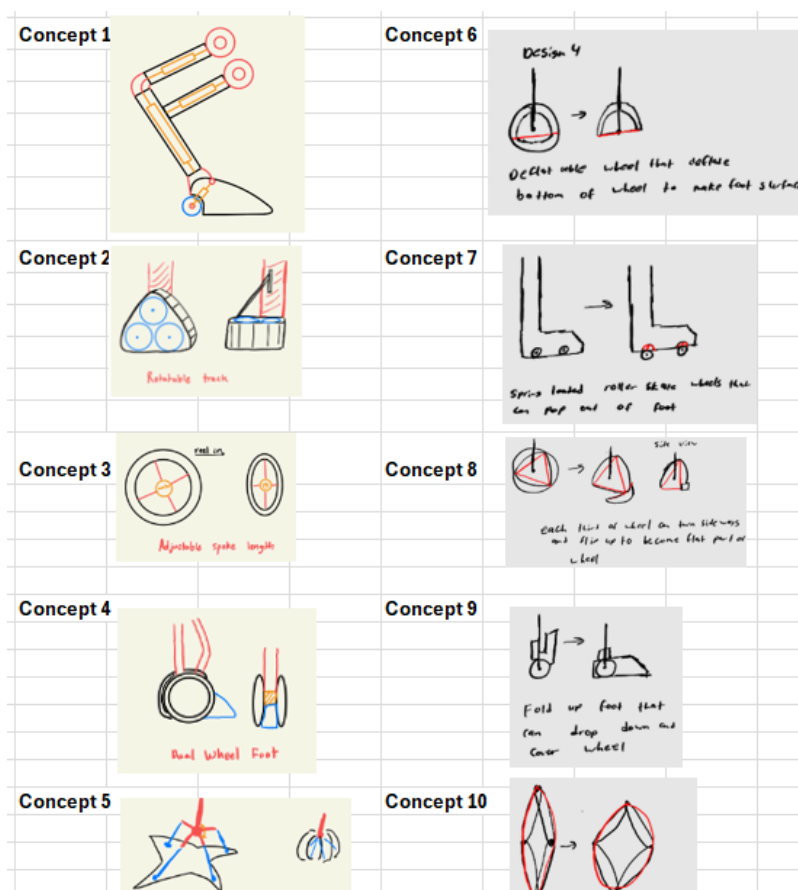 Concept 1
Concept 2
Rotatable track
Concept 3
reel in
Adjustable spoke length
Concept 4
Dual Wheel Foot
Concept 5
Concept 6
Design 4
wheel that deflate
bottom of wheel to make foot
Concept 7
Spring loaded roller skate wheels that
can pop out of foot
Concept 8
side view
each third of wheel can turn sideways
and flip up to become flat part of
wheel
Concept 9
Fold up foot that
can drop down and
cover wheel
Concept 10